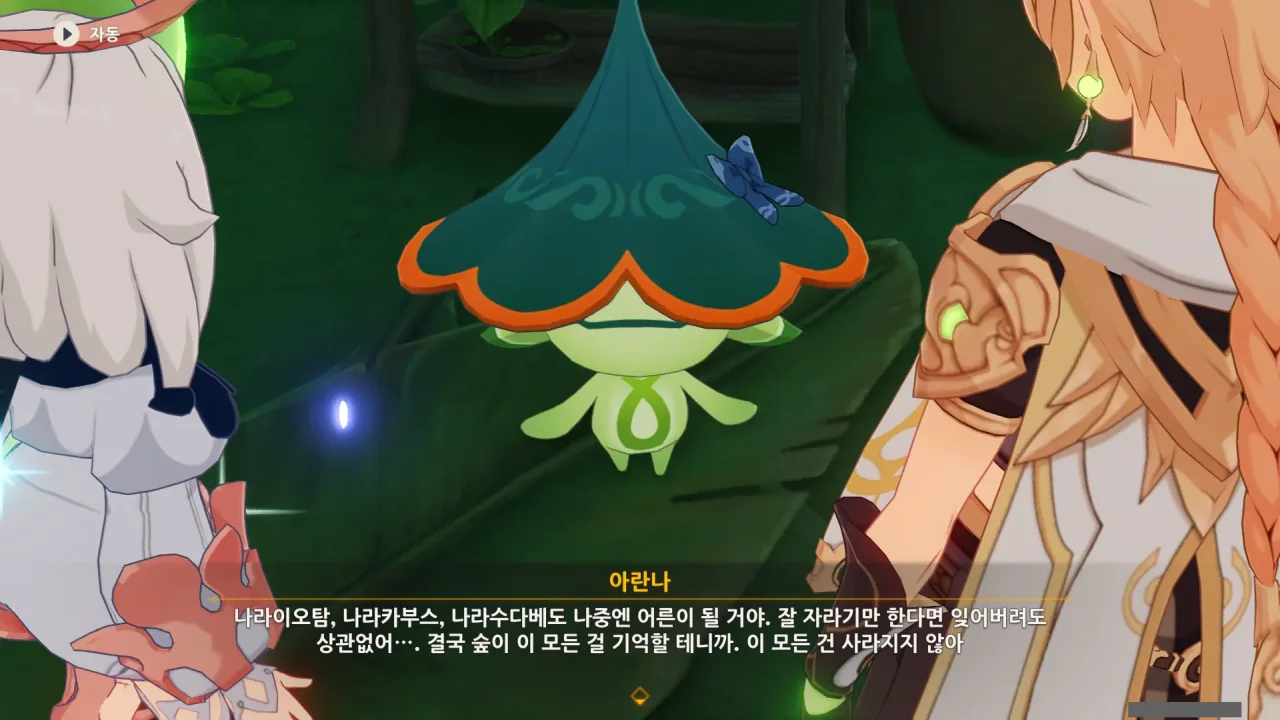 자동
아란나
나라이오탐, 나라카부스, 나라수다베도 나중엔 어른이 될 거야. 잘 자라기만 한다면 잊어버려도
상관없어…. 결국 숲이 이 모든 걸 기억할 테니까. 이 모든 건 사라지지 않아